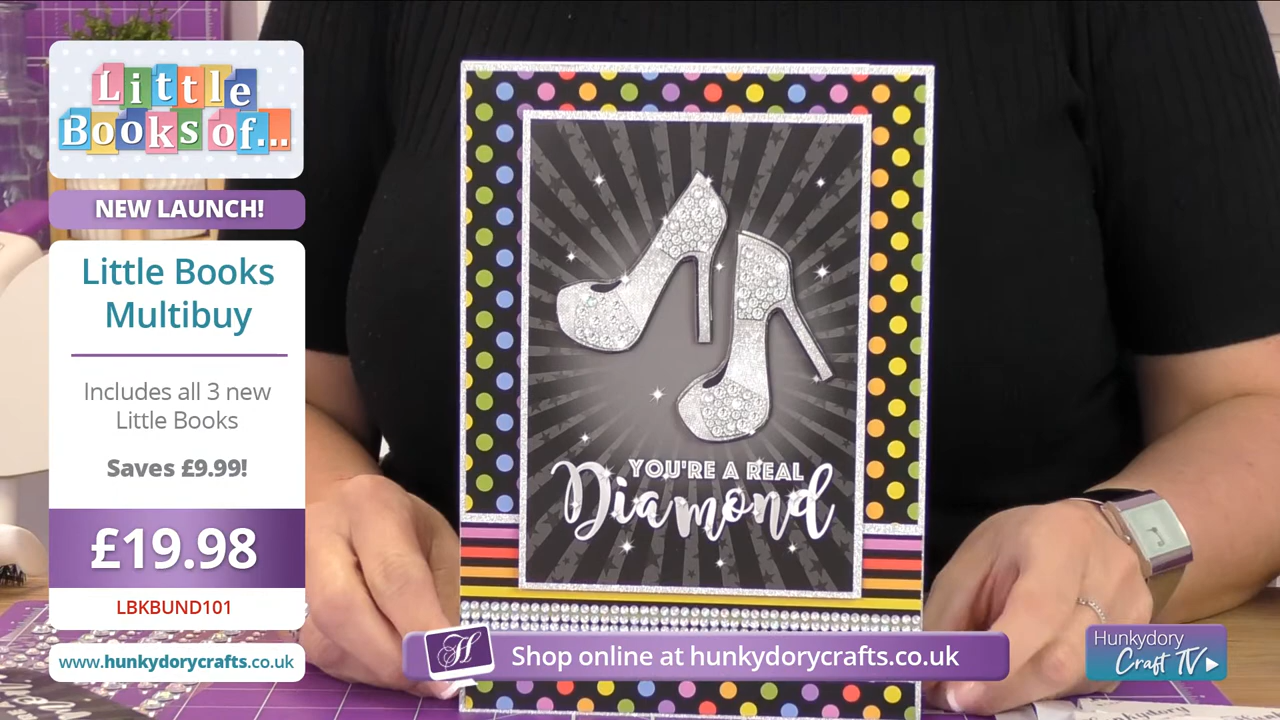 Little
Books of...
NEW LAUNCH!
Little Books
Multibuy
Includes all 3 new
Little Books
Saves £9.99!
£19.98
LBKBUND101
www.hunkydorycrafts.co.uk
YOU'RE A REAL
Diamond
Shop online at hunkydorycrafts.co.uk
Hunkydory
Craft TV